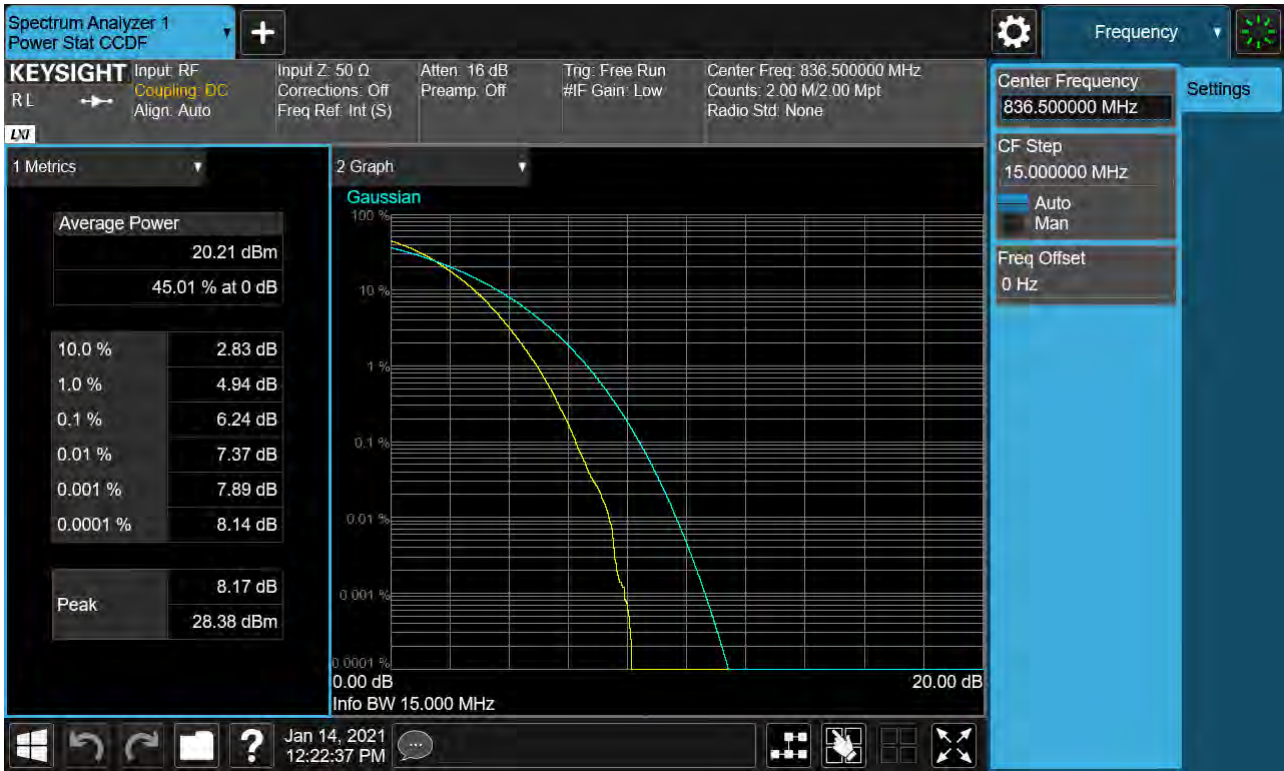 Spectrum Analyzer 1
Power Stat CCDF
+
Frequency
KEYSIGHT
RL
LXI
Input: RF
Coupling: DC
Align: Auto
Input Z: 50 Ω
Corrections: Off
Freq Ref: Int (S)
Atten: 16 dB
Preamp: Off
Trig: Free Run
#IF Gain: Low
Center Freq: 836.500000 MHz
Counts: 2.00 M/2.00 Mpt
Radio Std: None
Center Frequency
836.500000 MHz
Settings
CF Step
15.000000 MHz
Auto
Man
Freq Offset
0 Hz
1 Metrics
Average Power
20.21 dBm
45.01 % at 0 dB
10.0 % 2.83 dB
1.0 % 4.94 dB
0.1 % 6.24 dB
0.01 % 7.37 dB
0.001 % 7.89 dB
0.0001 % 8.14 dB
Peak 8.17 dB
28.38 dBm
2 Graph
Gaussian
100 %
10 %
1 %
0.1 %
0.01 %
0.001 %
0.0001 %
0.00 dB 20.00 dB
Info BW 15.000 MHz
?
Jan 14, 2021
12:22:37 PM